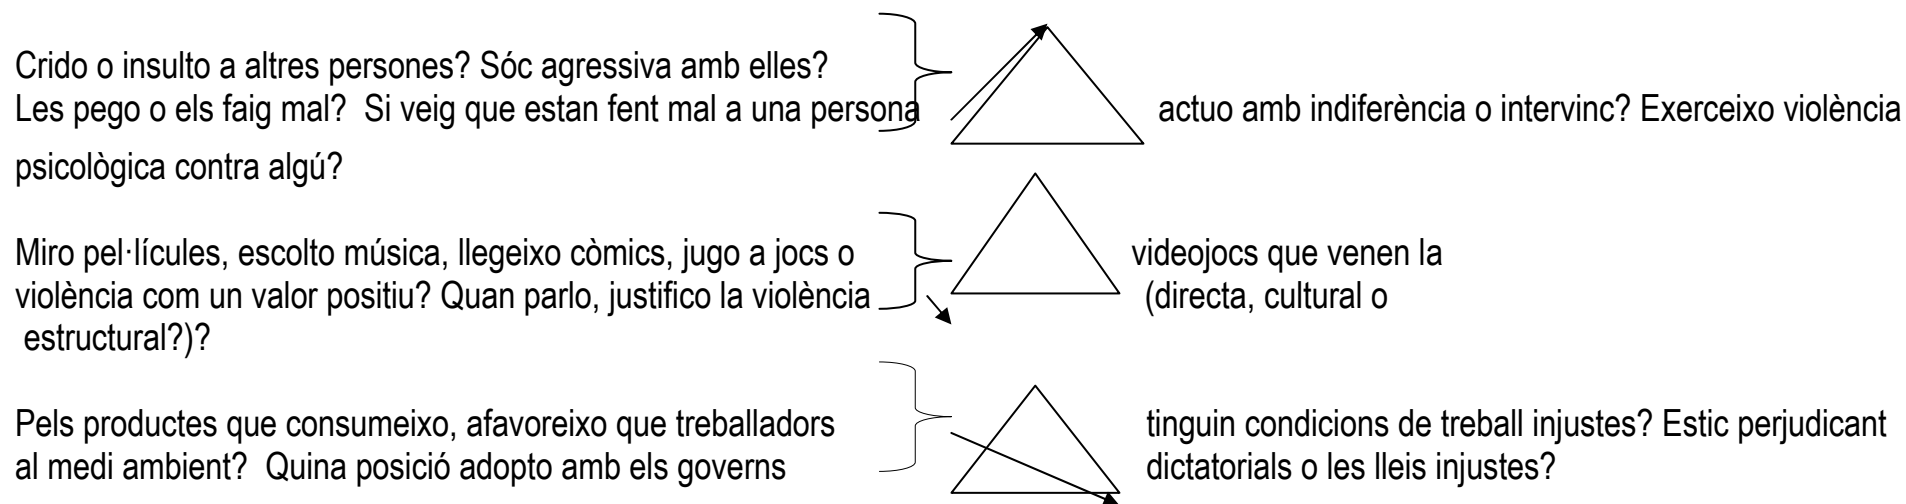 Crido o insulto a altres persones? Sóc agressiva amb elles?
Les pego o els faig mal? Si veig que estan fent mal a una persona actuo amb indiferència o intervinc? Exerceixo violència
psicològica contra algú?
Miro pel·lícules, escolto música, llegeixo còmics, jugo a jocs o videojocs que venen la
violència com un valor positiu? Quan parlo, justifico la violència (directa, cultural o
estructural?)?
Pels productes que consumeixo, afavoreixo que treballadors tinguin condicions de treball injustes? Estic perjudicant
al medi ambient? Quina posició adopto amb els governs dictatorials o les lleis injustes?